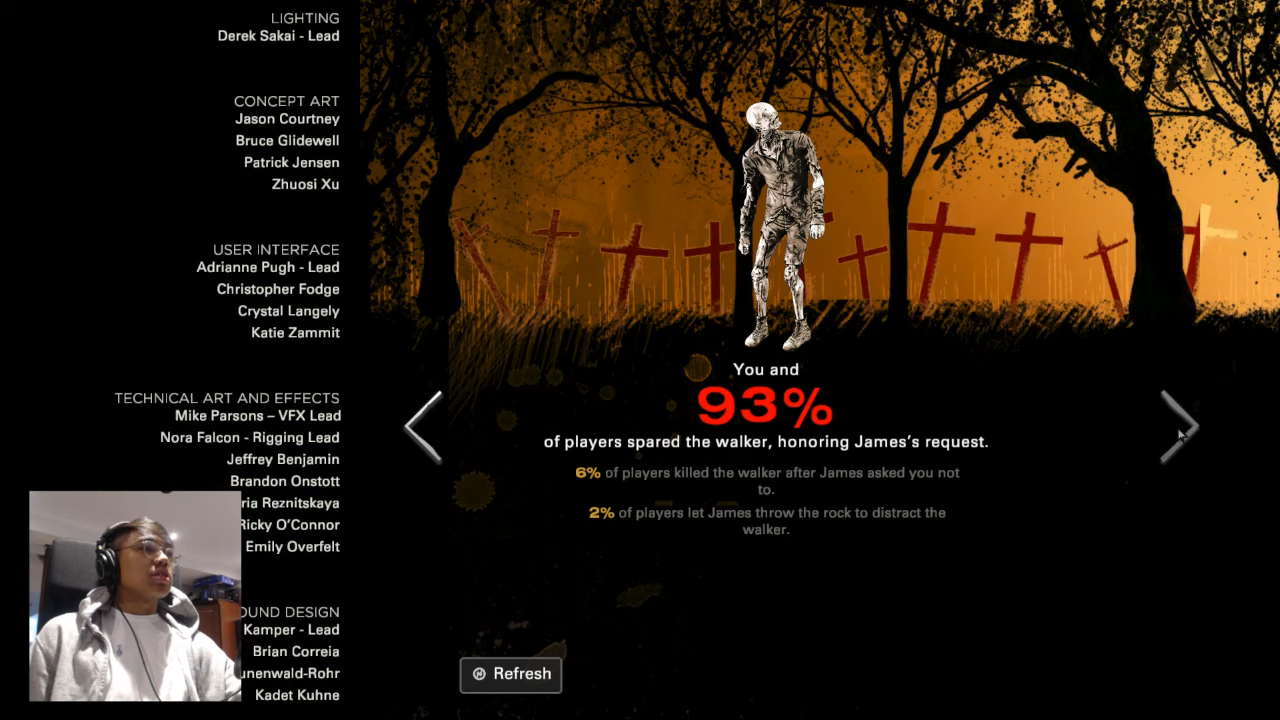 LIGHTING
Derek Sakai - Lead
CONCEPT ART
Jason Courtney
Bruce Glidewell
Patrick Jensen
Zhuosi Xu
USER INTERFACE
Adrianne Pugh - Lead
Christopher Fodge
Crystal Langely
Katie Zammit
TECHNICAL ART AND EFFECTS
Mike Parsons – VFX Lead
Nora Falcon - Rigging Lead
Jeffrey Benjamin
Brandon Onstott
Reznitskaya
Ricky O'Connor
Emily Overfelt
DESIGN
Kamper - Lead
Brian Correia
Kadet Kuhne
You and
93%
of players spared the walker, honoring James's request.
6% of players killed the walker after James asked you not
to.
2% of players let James throw the rock to distract the
walker.
Refresh